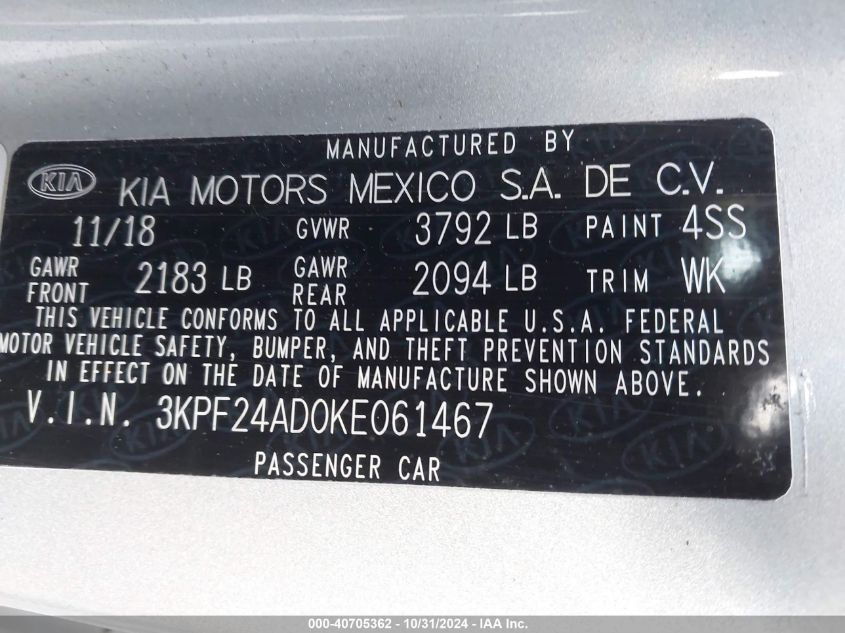 MANUFACTURED BY
KIA KIA MOTORS MEXICO S.A. DE C.V.
11/18 GVWR 3792 LB PAINT 4SS
GAWR FRONT 2183 LB GAWR REAR 2094 LB TRIM WK
THIS VEHICLE CONFORMS TO ALL APPLICABLE U.S.A. FEDERAL
MOTOR VEHICLE SAFETY, BUMPER, AND THEFT PREVENTION STANDARDS
IN EFFECT ON THE DATE OF MANUFACTURE SHOWN ABOVE.
V.I.N. 3KPF24AD0KE061467
PASSENGER CAR
000-40705362 - 10/31/2024 - IAA Inc.